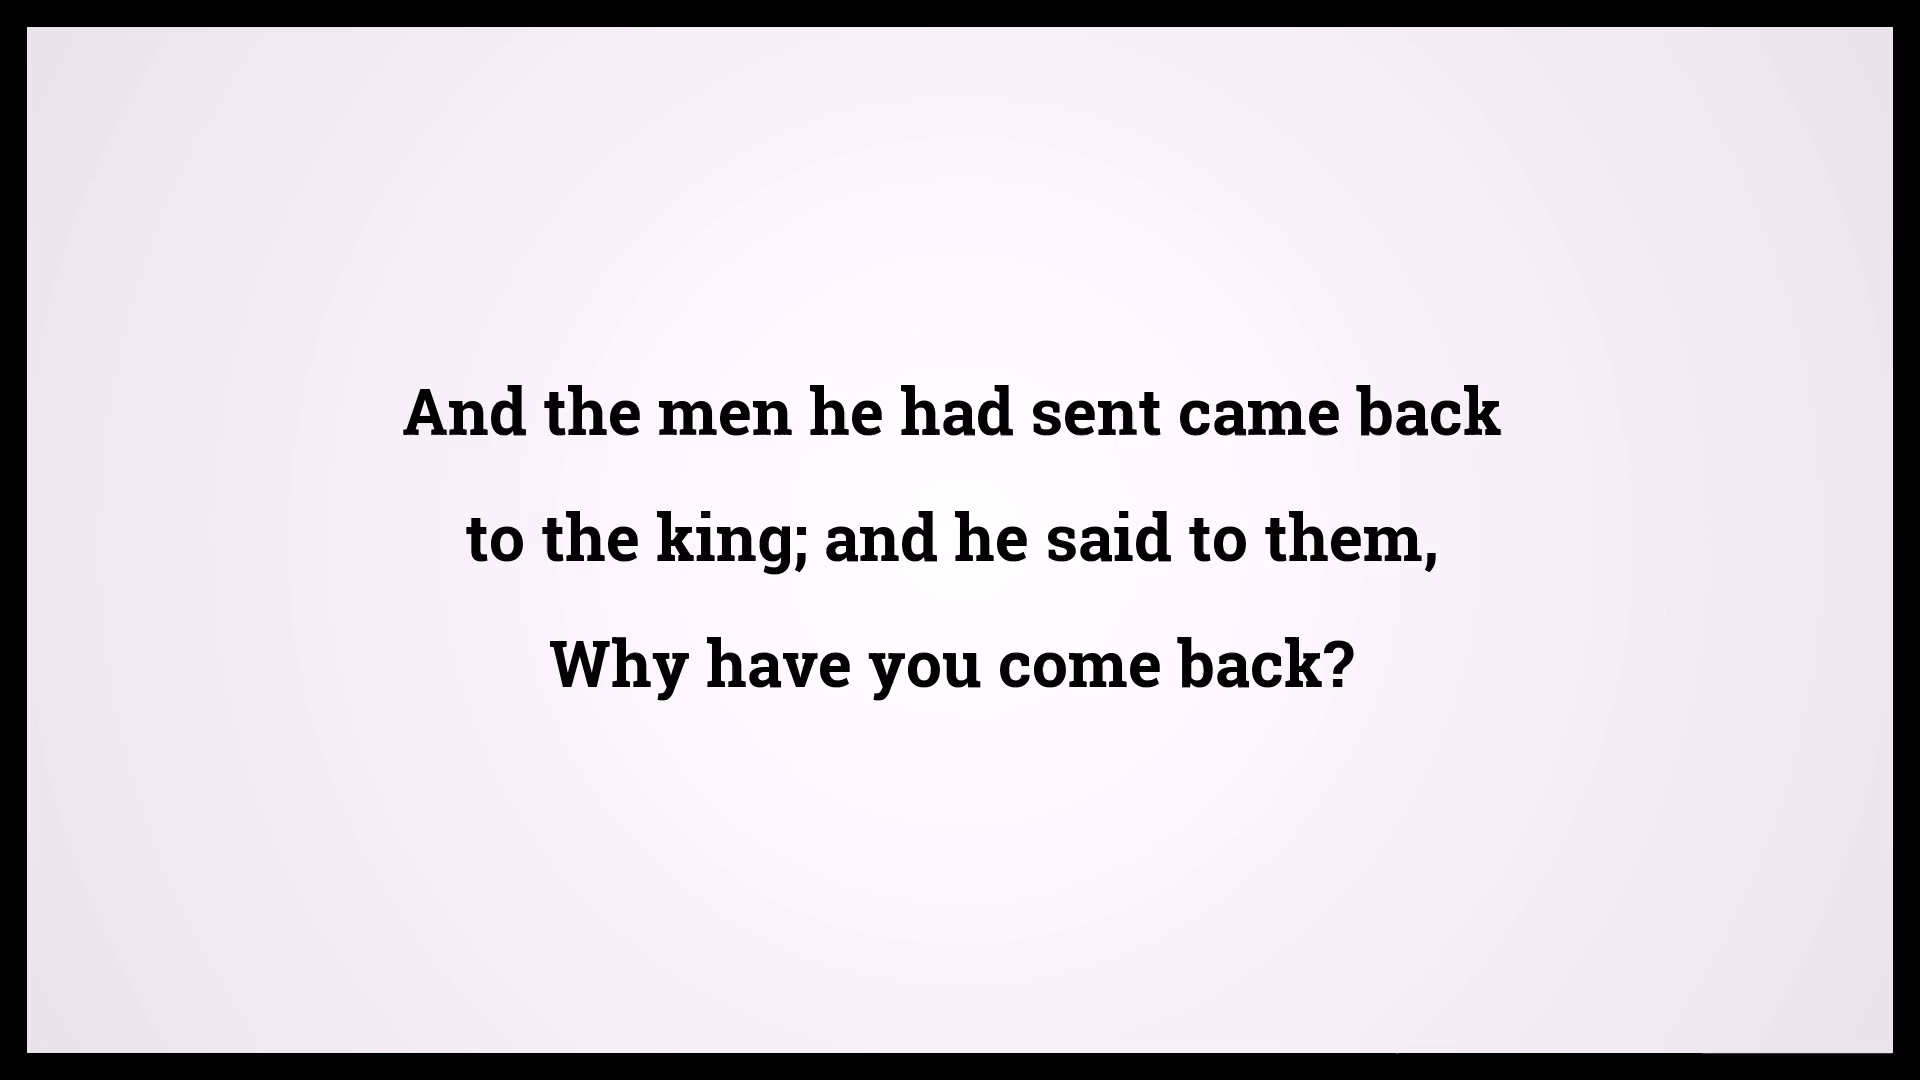 And the men he had sent came back
to the king; and he said to them,
Why have you come back?